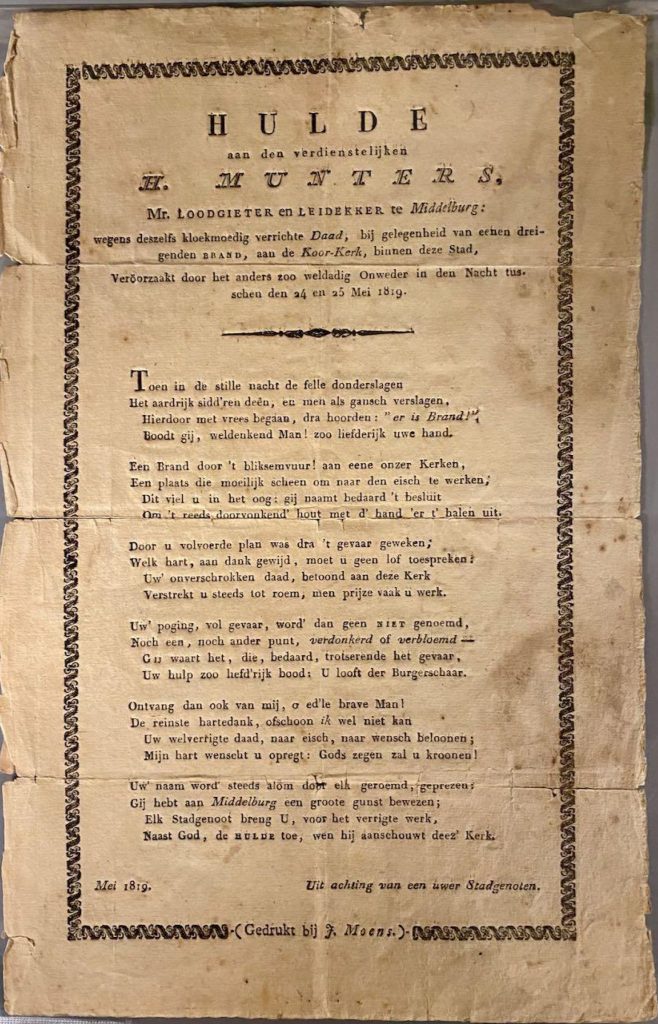 HULDE
aan den verdienstelijken
H. MUNTERS,
Mr. LOODGIETER en LEIDEKKER te Middelburg:
wegens deszelfs kloekmoedig verrichte Daad, bij gelegenheid van eenen drei-
genden BRAND, aan de Koor-Kerk, binnen deze Stad,
Veröorzaakt door het anders zoo weldadig Onweder in den Nacht tus-
schen den 24 en 25 Mei 1819.
Toen in de stille nacht de felle donderslagen
Het aardrijk sidd'ren deên, en men als gansch verslagen,
Hierdoor met vrees begaan, dra hoorden: "er is Brand!",
Boodt gij, weldenkend Man! zoo liefderijk uwe hand.
Een Brand door 't bliksemvuur! aan eene onzer Kerken,
Een plaats die moeilijk scheen om naar den eisch te werken,
Dit viel u in het oog: gij naamt bedaard 't besluit
Om 't reeds doorvonkend' hout met d' hand 'er t' halen uit.
Door u volvoerde plan was dra 't gevaar geweken,
Welk hart, aan dank gewijd, moet u geen lof toespreken?
Uw' onverschrokken daad, betoond aan deze Kerk
Verstrekt u steeds tot roem, men prijze vaak u werk.
Uw' poging, vol gevaar, word' dan geen NIET genoemd,
Noch een, noch ander punt, verdonkerd of verbloemd —
GIJ waart het, die, bedaard, trotserende het gevaar,
Uw hulp zoo liefd'rijk bood; U looft der Burgerschaar.
Ontvang dan ook van mij, o ed'le brave Man!
De reinste hartedank, ofschoon ik wel niet kan
Uw welverrigte daad, naar eisch, naar wensch beloonen;
Mijn hart wenscht u opregt: Gods zegen zal u kroonen!
Uw' naam word' steeds alöm door elk geroemd, geprezen;
Gij hebt aan Middelburg een groote gunst bewezen;
Elk Stadgenoot breng U, voor het verrigte werk,
Naast God, de HULDE toe, wen hij aanschouwt deez' Kerk.
Mei 1819. Uit achting van een uwer Stadgenoten.
(Gedrukt bij J. Moens.)